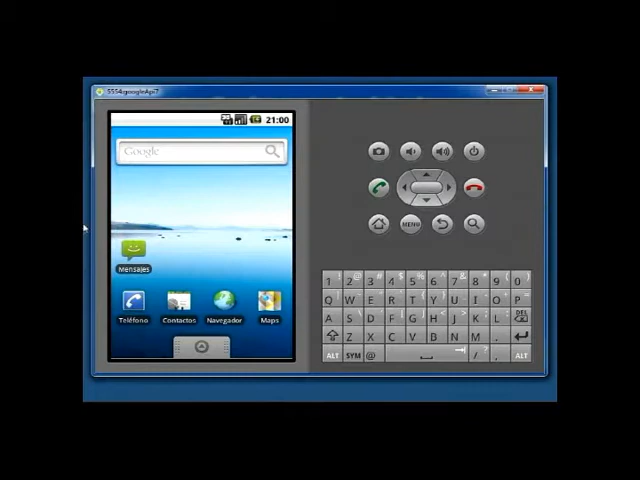 5554:googleApi7
21:00
Google
Mensajes
Teléfono Contactos Navegador Maps
MENU
1 ! 2 @ 3 # 4 $ 5 % 6 ^ 7 & 8 * 9 ( 0 )
Q W E R T Y U I O P
A S D F G H J K L DEL
Z X C V B N M .
ALT SYM @ / ? , ALT